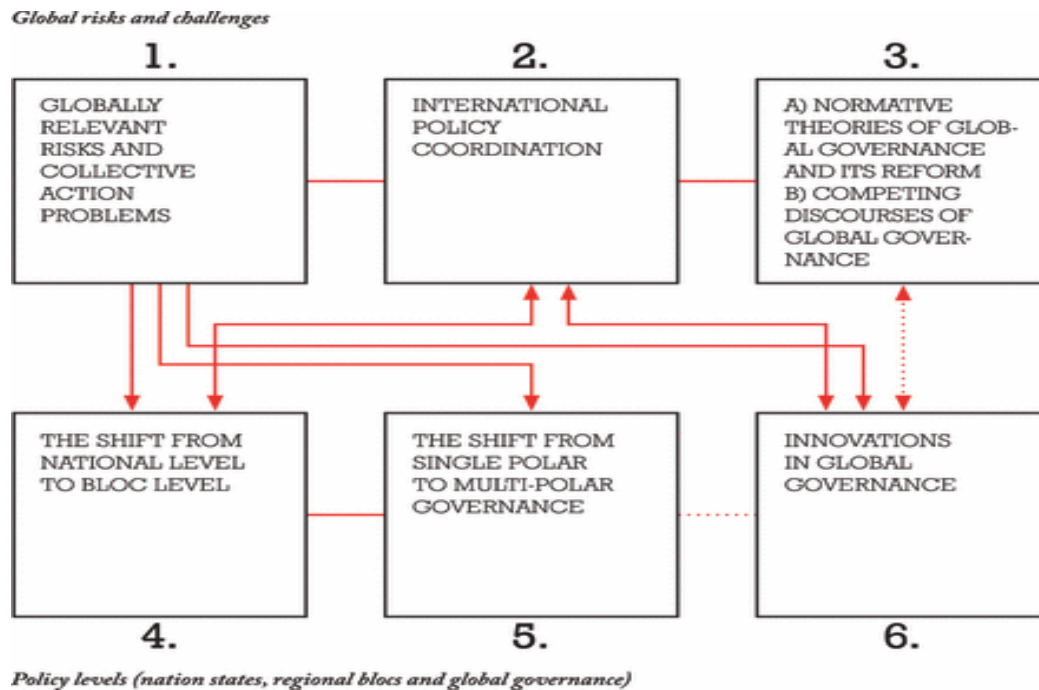 Global risks and challenges
1.
2.
3.
GLOBALLY
RELEVANT
RISKS AND
COLLECTIVE
ACTION
PROBLEMS
INTERNATIONAL
POLICY
COORDINATION
A) NORMATIVE
THEORIES OF GLOB-
AL GOVERNANCE
AND ITS REFORM
B) COMPETING
DISCOURSES OF
GLOBAL GOVER-
NANCE
THE SHIFT FROM
NATIONAL LEVEL
TO BLOC LEVEL
THE SHIFT FROM
SINGLE POLAR
TO MULTI-POLAR
GOVERNANCE
INNOVATIONS
IN GLOBAL
GOVERNANCE
4.
5.
6.
Policy levels (nation states, regional blocs and global governance)